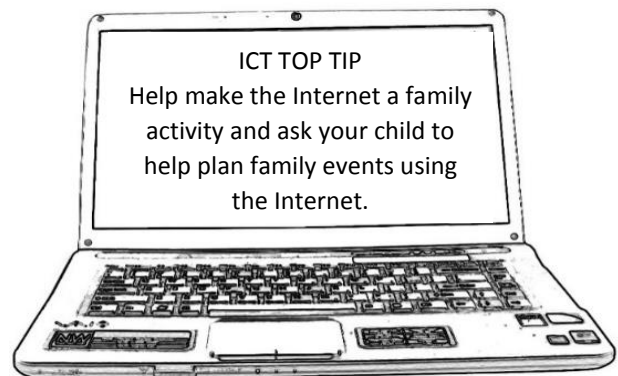 ICT TOP TIP
Help make the Internet a family
activity and ask your child to
help plan family events using
the Internet.